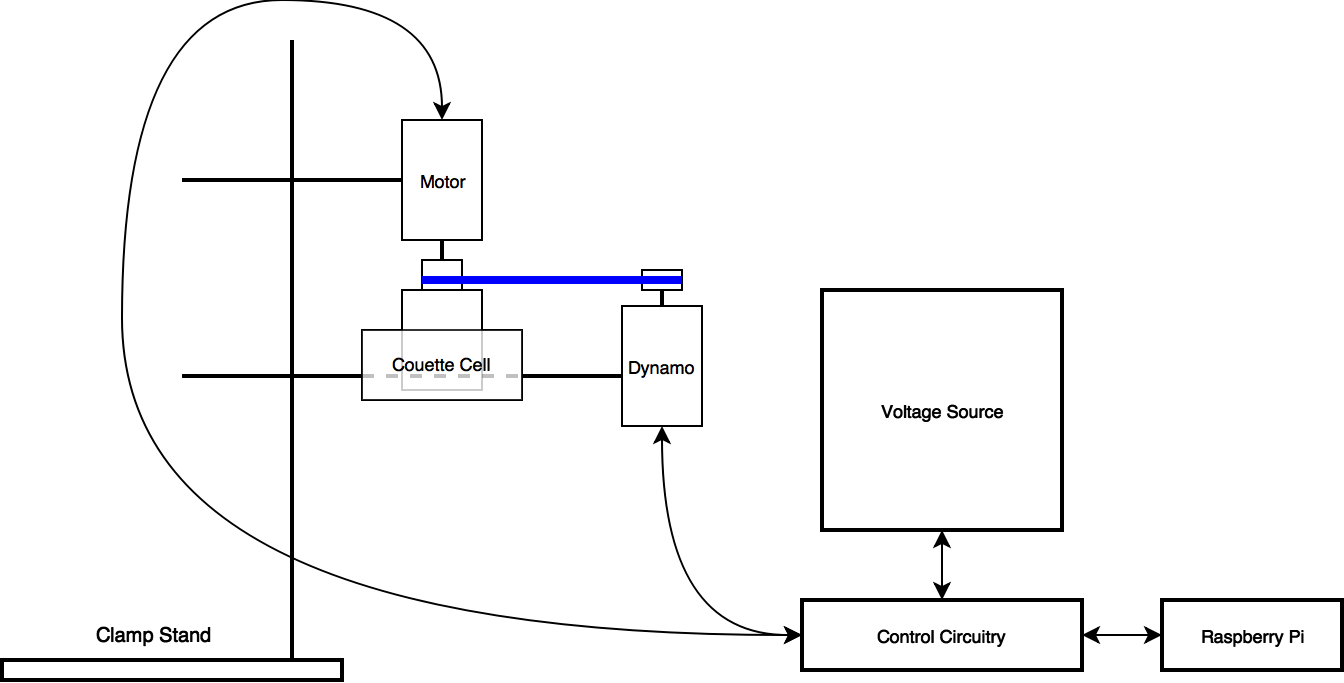 Motor
Couette Cell
Dynamo
Voltage Source
Clamp Stand
Control Circuitry
Raspberry Pi